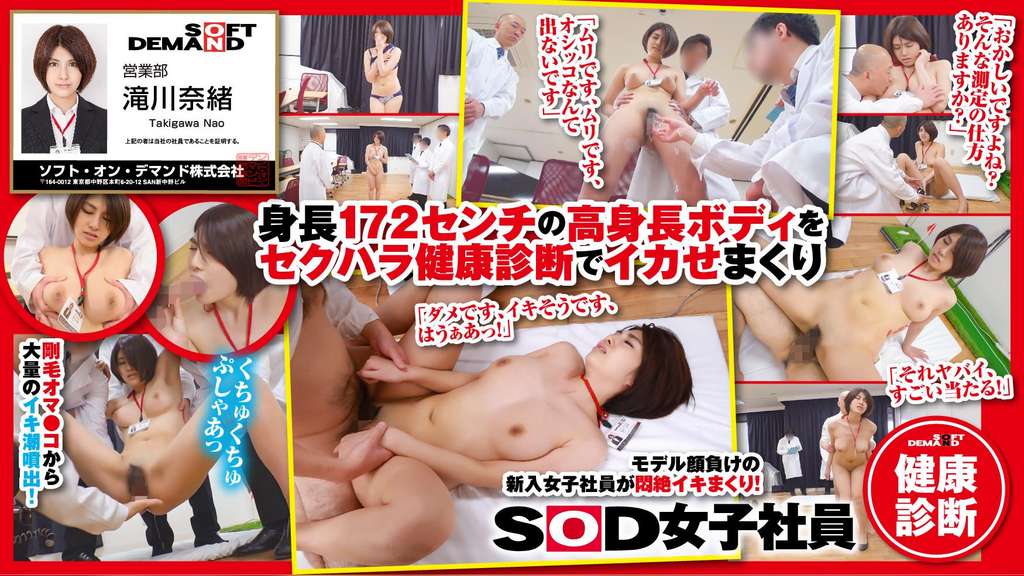 SOFT ON DEMAND
営業部
滝川奈緒
Takigawa Nao
上記の者は当社の社員であることを証明する。
ソフト・オン・デマンド株式会社
〒164-0012 東京都中野区本町6-20-12 SAN新中野ビル
「ムリです、ムリです、
オシッコなんて
出ないです」
「おかしいですよね?
そんな測定の仕方
ありますか?」
身長172センチの高身長ボディを
セクハラ健康診断でイカせまくり
「ダメです、イキそうです、
はうぁあっ!」
剛毛オマ●コから
大量のイキ潮噴出!
くちゅくちゅ
ぷしゃあっ
「それヤバイ、
すごい当たる!」
モデル顔負けの
新入女子社員が悶絶イキまくり!
SOD女子社員
SOFT ON DEMAND
健康
診断